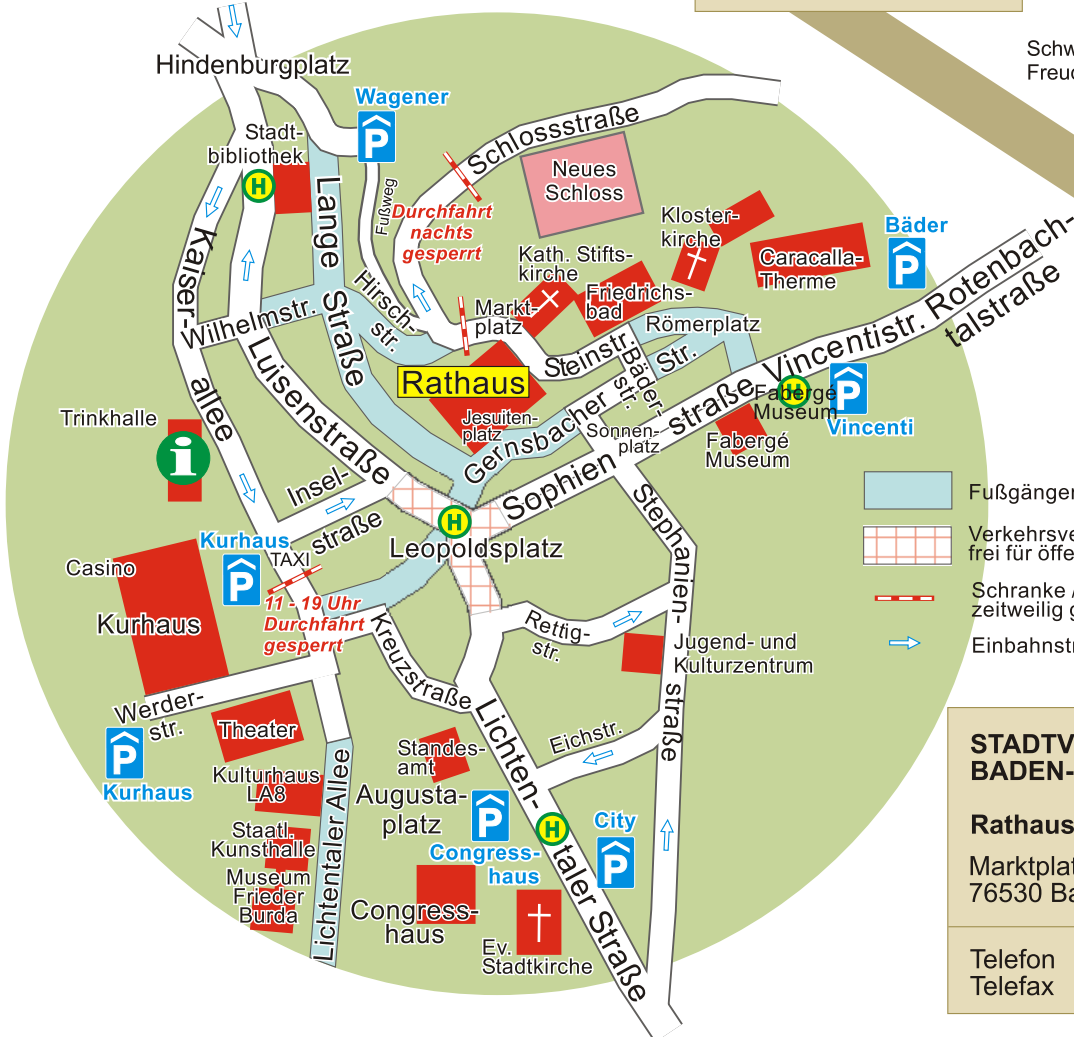 Schw
Freud
Hindenburgplatz
Wagener
P
Stadt-
bibliothek
H
Schlossstraße
Neues
Schloss
Lange Straße
Fußweg
Durchfahrt
nachts
gesperrt
Kloster-
kirche
Bäder
P
Caracalla-
Therme
Kath. Stifts-
kirche
Friedrichs-
bad
Kaiser-
allee
Hirsch-
str.
Markt-
platz
Römerplatz
Rotenbach-
talstraße
Wilhelmstr.
Steinstr.
Bäder-
str.
Vincentistr.
Luisenstraße
Rathaus
Jesuiten-
platz
Gernsbacher Str.
Sonnen-
platz
Sophien
straße
H
Fabergé
Museum
P
Vincenti
Fabergé
Museum
Trinkhalle
i
Insel-
straße
H
Leopoldsplatz
Stephanien-
straße
Fußgänger
Verkehrsve
frei für öffe
Schranke
zeitweilig g
Einbahnstr
Kurhaus
P
TAXI
11 - 19 Uhr
Durchfahrt
gesperrt
Casino
Kurhaus
Kreuzstraße
Rettig-
str.
Jugend- und
Kulturzentrum
Werder-
str.
P
Kurhaus
Theater
Kulturhaus
LA8
Staatl.
Kunsthalle
Museum
Frieder
Burda
Lichtentaler Allee
Standes-
amt
Augusta-
platz
P
Congress-
haus
Congress-
haus
Ev.
Stadtkirche
Eichstr.
Lichten-
taler Straße
H
City
P
STADTV
BADEN-
Rathaus
Marktplat
76530 Ba
Telefon
Telefax